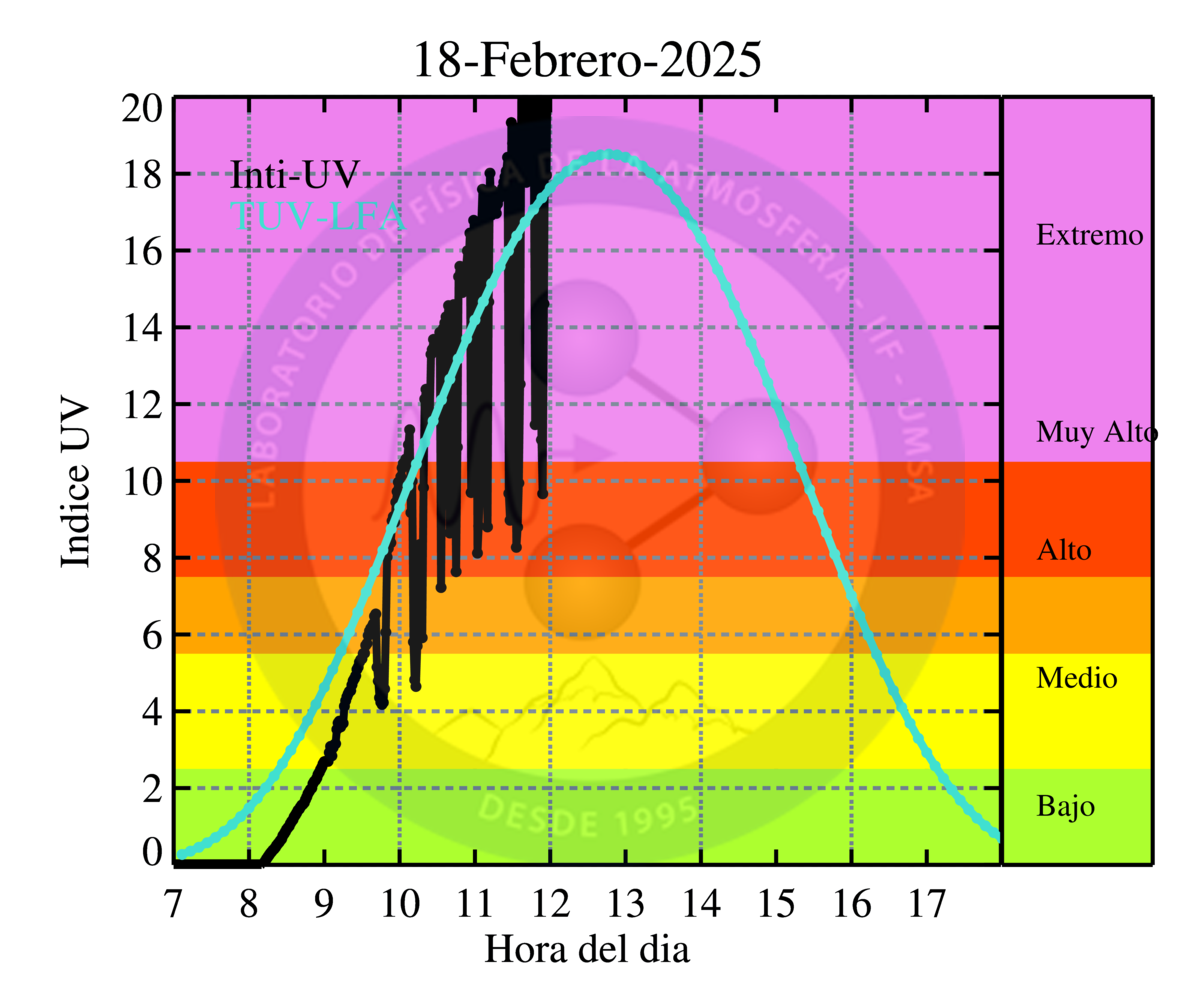 18-Febrero-2025
20
18
16
14
12
10
8
6
4
2
0
Indice UV
Inti-UV
TUV-LFA
LABORATORIO DE FÍSICA DE LA ATMÓSFERA - IIF - UMSA
DESDE 1995
Extremo
Muy Alto
Alto
Medio
Bajo
7 8 9 10 11 12 13 14 15 16 17
Hora del dia